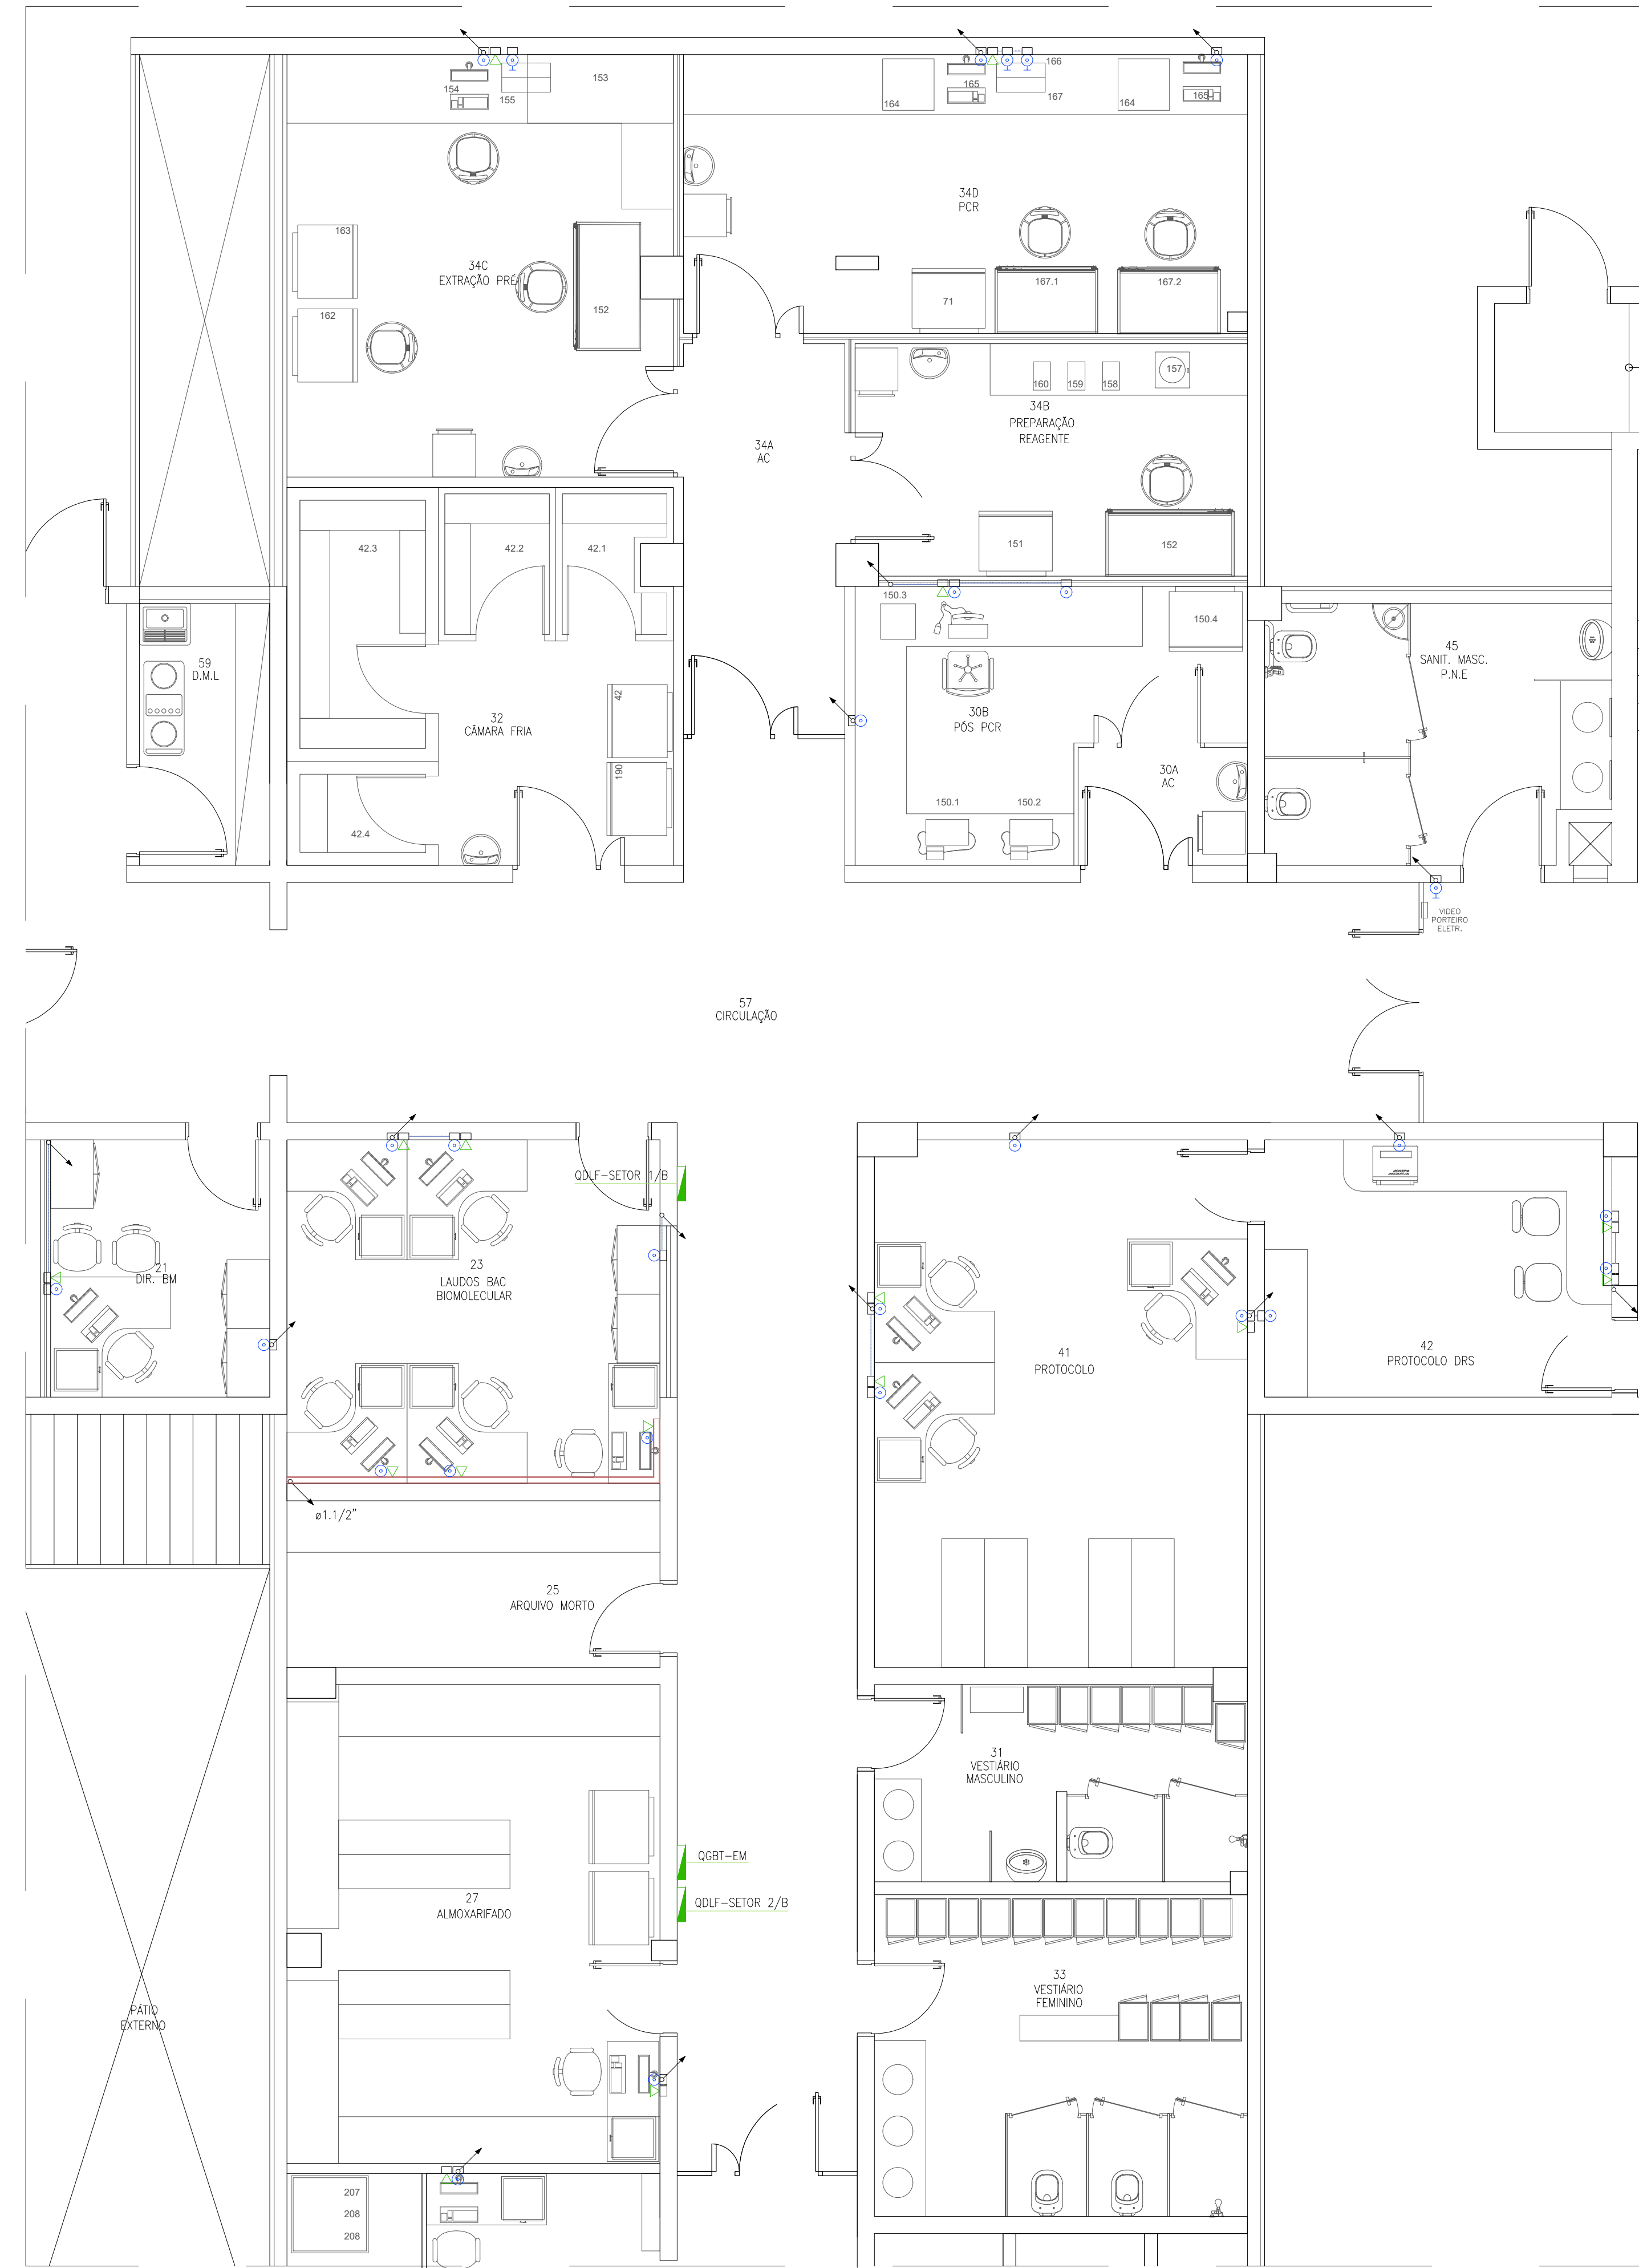 153
154
155
166
165
167
164
164
165
34D
PCR
163
34C
EXTRAÇÃO PRÉ
152
162
71
167.1
167.2
160
159
158
157
34B
PREPARAÇÃO
REAGENTE
34A
AC
42.3
42.2
42.1
151
152
150.3
150.4
59
D.M.L
45
SANIT. MASC.
P.N.E
42
32
CÂMARA FRIA
30B
PÓS PCR
190
30A
AC
150.1
150.2
42.4
VIDEO
PORTEIRO
ELETR.
57
CIRCULAÇÃO
QDLF-SETOR 1/B
21
DIR. BM
23
LAUDOS BAC
BIOMOLECULAR
41
PROTOCOLO
42
PROTOCOLO DRS
ø1.1/2"
25
ARQUIVO MORTO
31
VESTIÁRIO
MASCULINO
QGBT-EM
27
ALMOXARIFADO
QDLF-SETOR 2/B
33
VESTIÁRIO
FEMININO
PÁTIO
EXTERNO
207
208
208